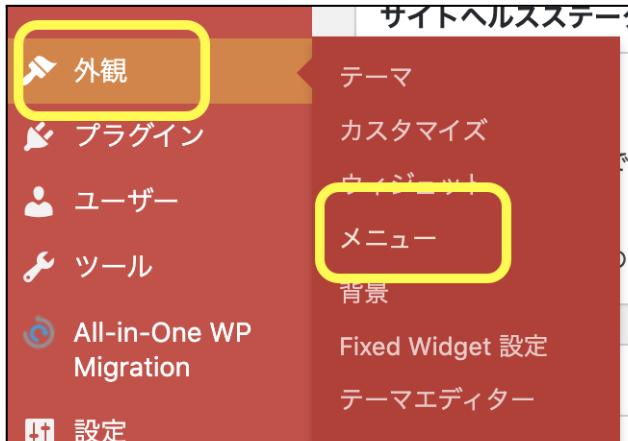 サイトヘルスステー
外観
プラグイン
ユーザー
ツール
All-in-One WP
Migration
設定
テーマ
カスタマイズ
ウィジェット
メニュー
背景
Fixed Widget 設定
テーマエディター
で
の